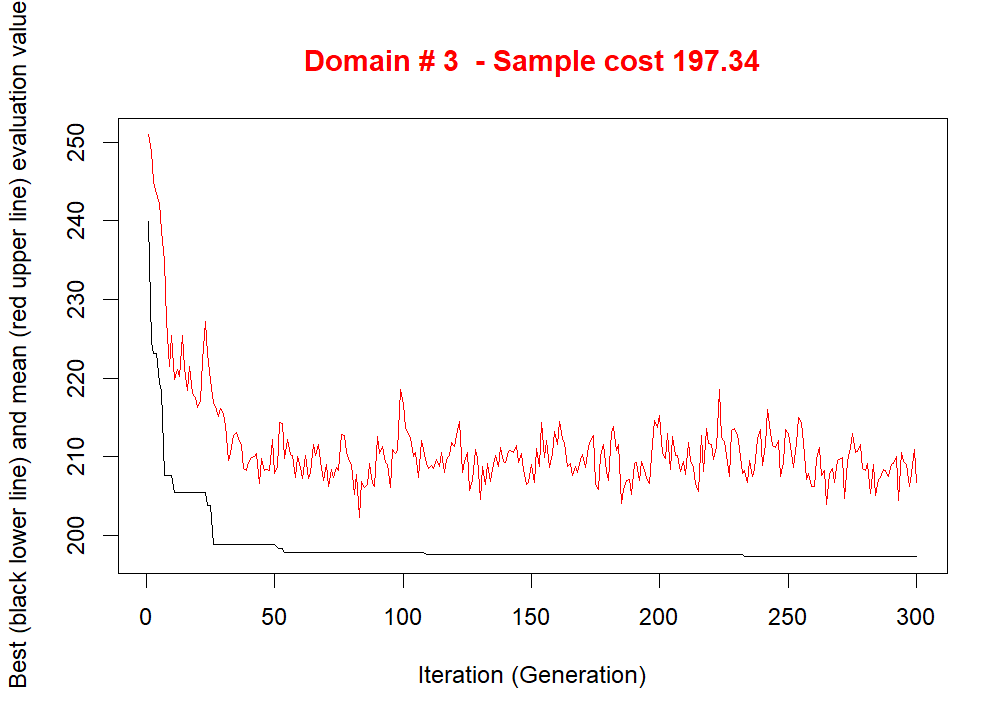 Domain # 3  - Sample cost 197.34
Best (black lower line) and mean (red upper line) evaluation value
250
240
230
220
210
200
0 50 100 150 200 250 300
Iteration (Generation)